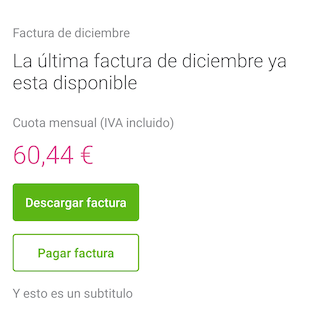 Factura de diciembre
La última factura de diciembre ya
esta disponible
Cuota mensual (IVA incluido)
60,44 €
Descargar factura
Pagar factura
Y esto es un subtitulo